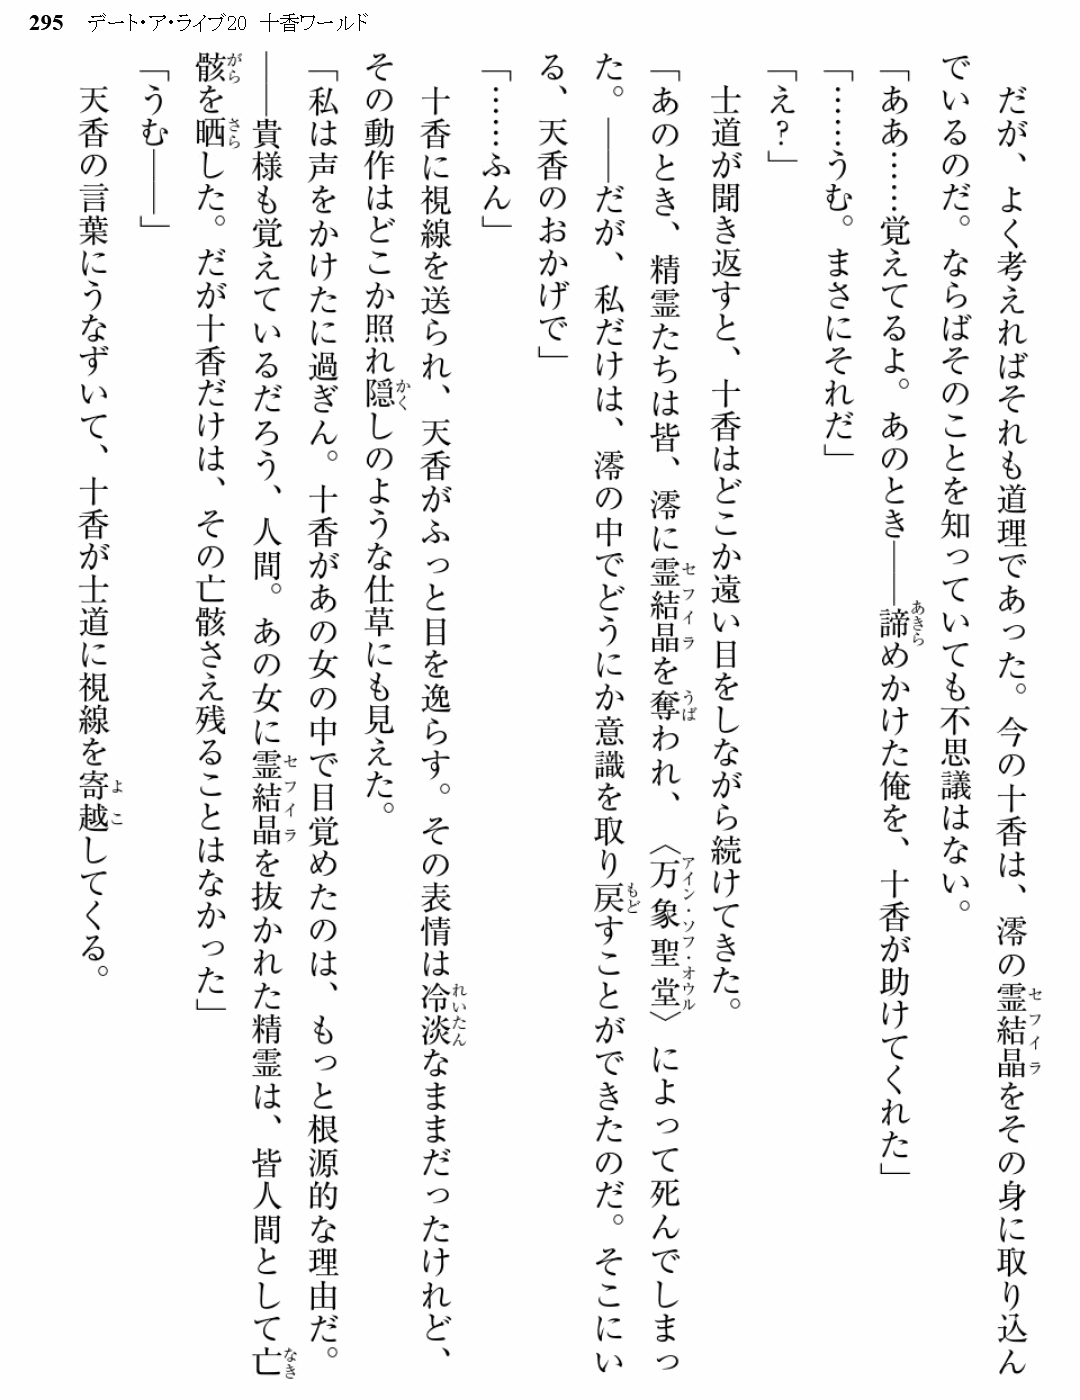 295　デート・ア・ライブ20　十香ワールド
　だが、よく考えればそれも道理であった。今の十香は、澪の霊結晶をその身に取り込ん
でいるのだ。ならばそのことを知っていても不思議はない。
「ああ……覚えてるよ。あのとき――諦めかけた俺を、十香が助けてくれた」
「……うむ。まさにそれだ」
「え？」
　士道が聞き返すと、十香はどこか遠い目をしながら続けてきた。
「あのとき、精霊たちは皆、澪に霊結晶を奪われ、〈万象聖堂〉によって死んでしまっ
た。――だが、私だけは、澪の中でどうにか意識を取り戻すことができたのだ。そこにい
る、天香のおかげで」
「……ふん」
　十香に視線を送られ、天香がふっと目を逸らす。その表情は冷淡なままだったけれど、
その動作はどこか照れ隠しのような仕草にも見えた。
「私は声をかけたに過ぎん。十香があの女の中で目覚めたのは、もっと根源的な理由だ。
――貴様も覚えているだろう、人間。あの女に霊結晶を抜かれた精霊は、皆人間として亡
骸を晒した。だが十香だけは、その亡骸さえ残ることはなかった」
「うむ――」
　天香の言葉にうなずいて、十香が士道に視線を寄越してくる。